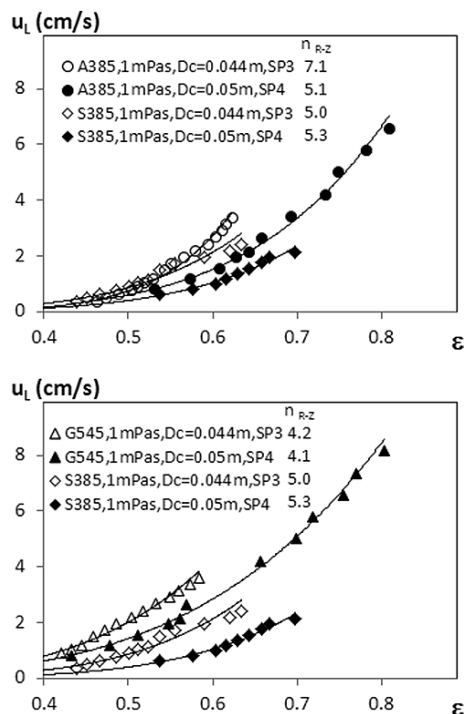 u_L (cm/s)
n R-Z
A385,1mPas,Dc=0.044m,SP3 7.1
A385,1mPas,Dc=0.05m,SP4 5.1
S385,1mPas,Dc=0.044m,SP3 5.0
S385,1mPas,Dc=0.05m,SP4 5.3
8
6
4
2
0
0.4 0.5 0.6 0.7 0.8 ε
u_L (cm/s)
n R-Z
G545,1mPas,Dc=0.044m,SP3 4.2
G545,1mPas,Dc=0.05m,SP4 4.1
S385,1mPas,Dc=0.044m,SP3 5.0
S385,1mPas,Dc=0.05m,SP4 5.3
8
6
4
2
0
0.4 0.5 0.6 0.7 0.8 ε